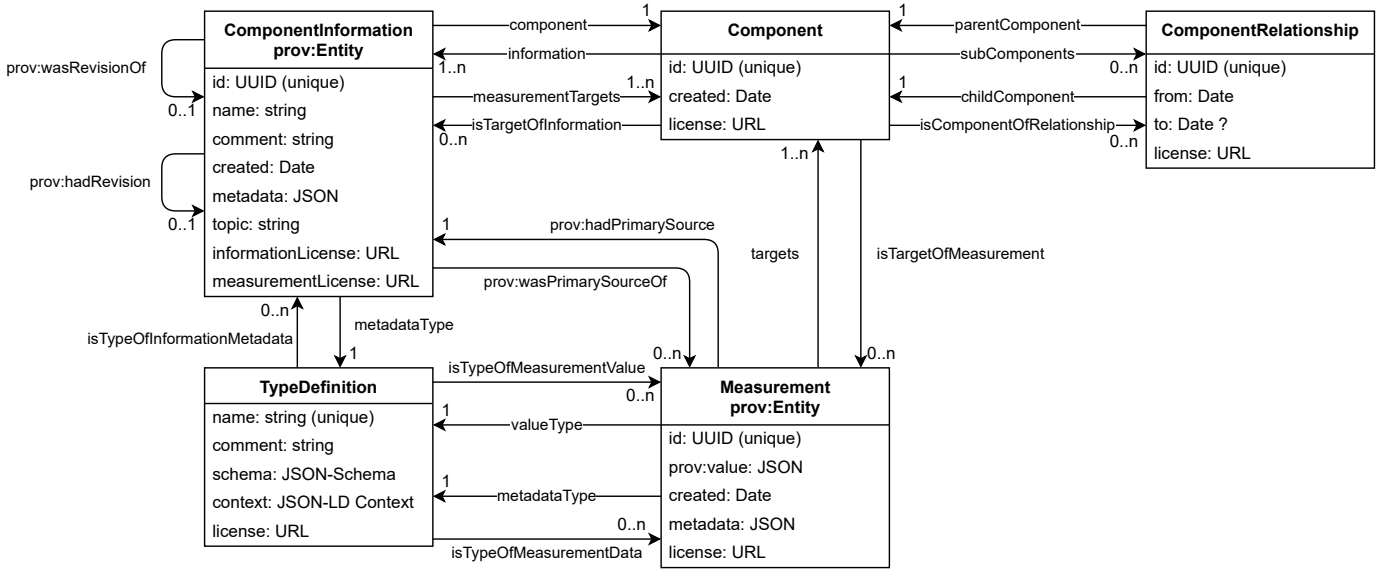 ComponentInformation
prov:Entity
id: UUID (unique)
name: string
comment: string
created: Date
metadata: JSON
topic: string
informationLicense: URL
measurementLicense: URL
prov:wasRevisionOf
0..1
prov:hadRevision
0..1
component
1
information
1..n
measurementTargets
1..n
isTargetOfInformation
0..n
Component
id: UUID (unique)
created: Date
license: URL
parentComponent
1
subComponents
0..n
childComponent
1
isComponentOfRelationship
0..n
ComponentRelationship
id: UUID (unique)
from: Date
to: Date ?
license: URL
prov:hadPrimarySource
1
prov:wasPrimarySourceOf
0..n
targets
1..n
isTargetOfMeasurement
0..n
isTypeOfInformationMetadata
0..n
metadataType
1
TypeDefinition
name: string (unique)
comment: string
schema: JSON-Schema
context: JSON-LD Context
license: URL
isTypeOfMeasurementValue
0..n
valueType
1
metadataType
1
isTypeOfMeasurementData
0..n
Measurement
prov:Entity
id: UUID (unique)
prov:value: JSON
created: Date
metadata: JSON
license: URL